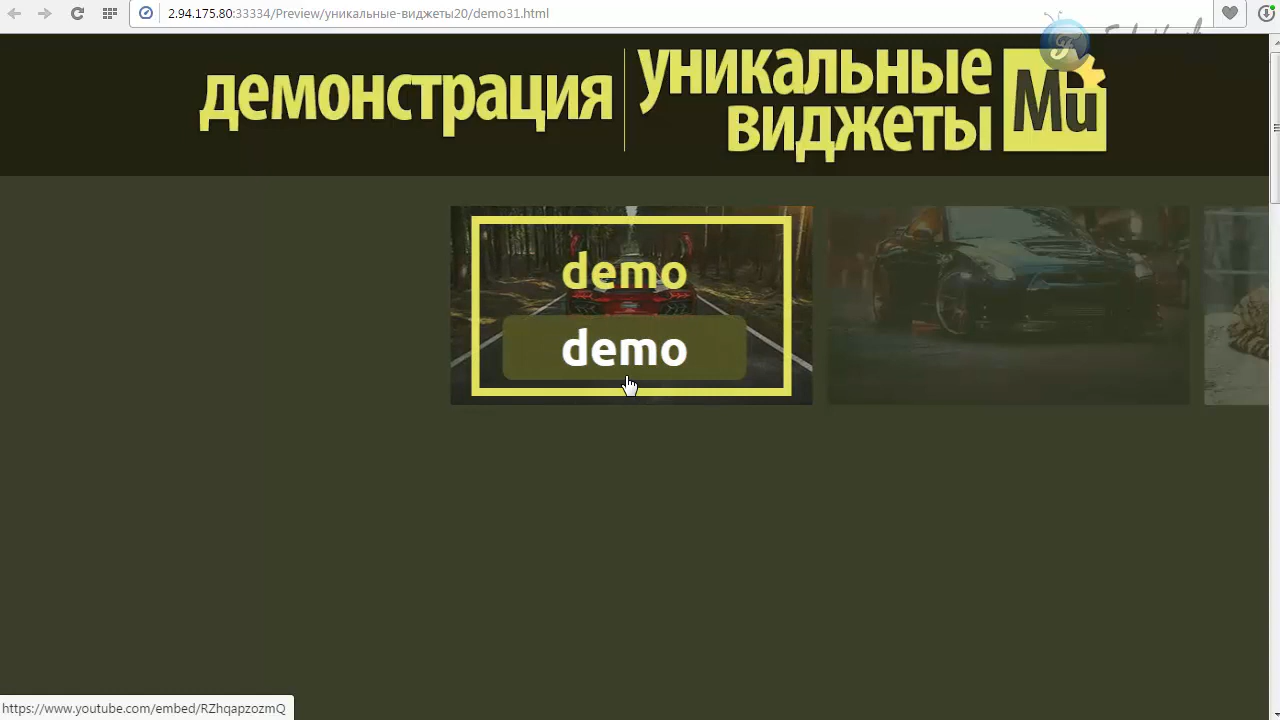 2.94.175.80:33334/Preview/уникальные-виджеты20/demo31.html
демонстрация
уникальные
виджеты
Mu
demo
demo
https://www.youtube.com/embed/RZhqapzozmQ